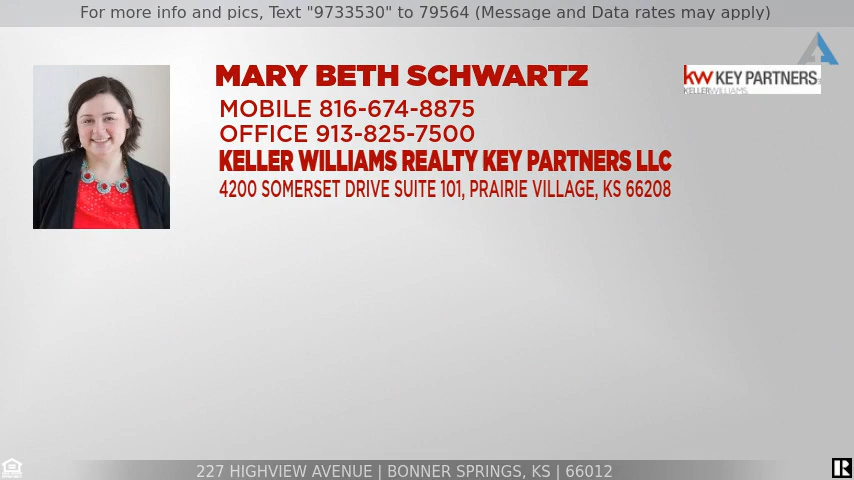 For more info and pics, Text "9733530" to 79564 (Message and Data rates may apply)
MARY BETH SCHWARTZ
kw KEY PARTNERS
KELLERWILLIAMS.
MOBILE 816-674-8875
OFFICE 913-825-7500
KELLER WILLIAMS REALTY KEY PARTNERS LLC
4200 SOMERSET DRIVE SUITE 101, PRAIRIE VILLAGE, KS 66208
227 HIGHVIEW AVENUE | BONNER SPRINGS, KS | 66012